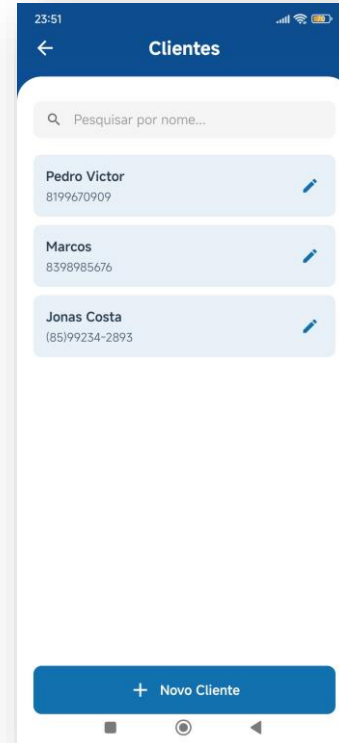 23:51
Clientes
Pesquisar por nome...
Pedro Victor
8199670909
Marcos
8398985676
Jonas Costa
(85)99234-2893
+ Novo Cliente